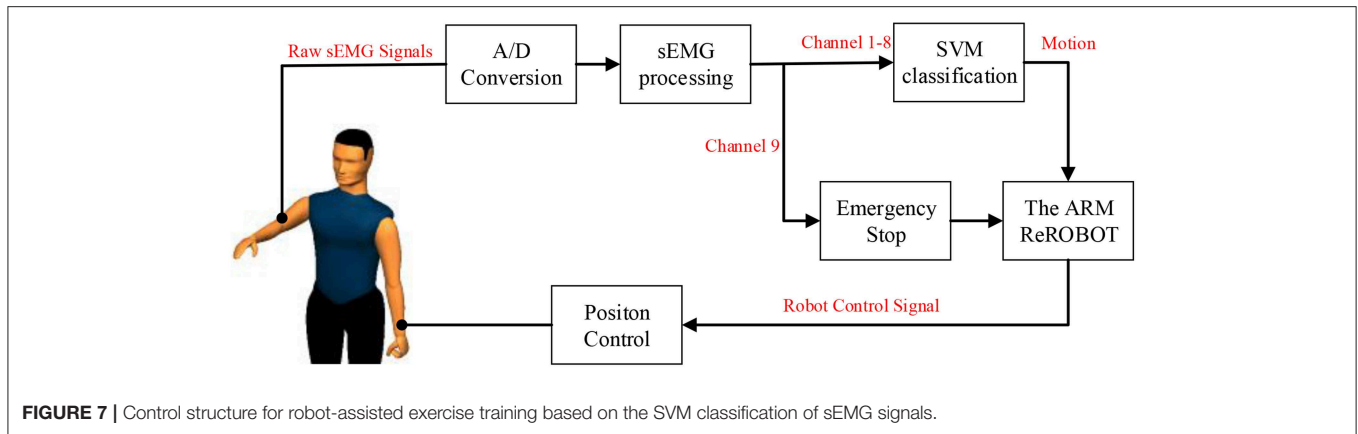 Raw sEMG Signals
A/D
Conversion
sEMG
processing
Channel 1-8
SVM
classification
Motion
Channel 9
Emergency
Stop
The ARM
ReROBOT
Robot Control Signal
Positon
Control
FIGURE 7 | Control structure for robot-assisted exercise training based on the SVM classification of sEMG signals.